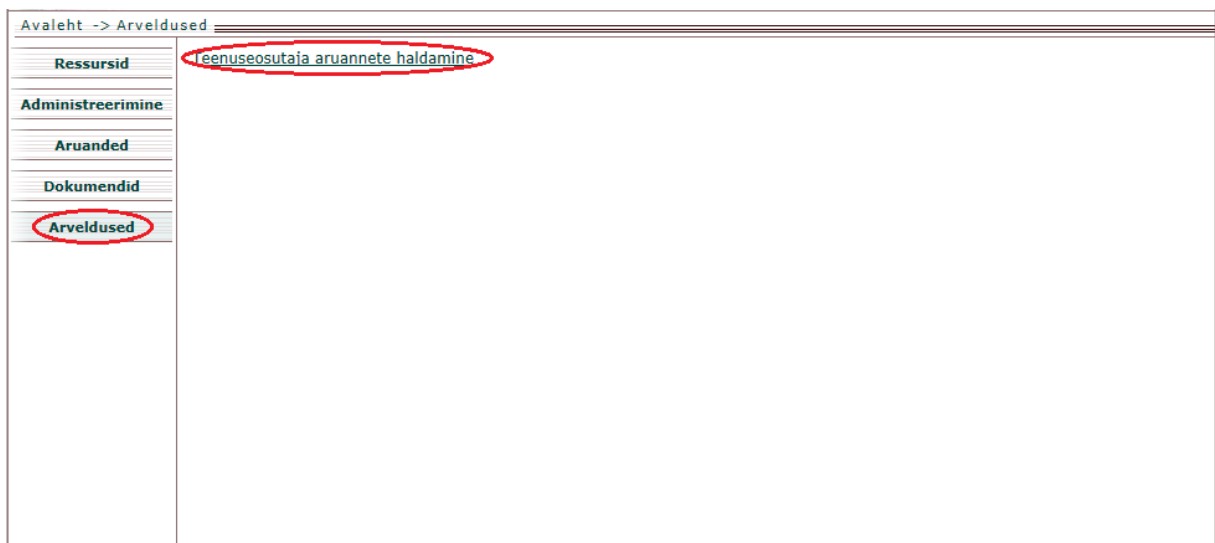 Avaleht -> Arveldused
Teenuseosutaja aruannete haldamine
Ressursid
Administreerimine
Aruanded
Dokumendid
Arveldused